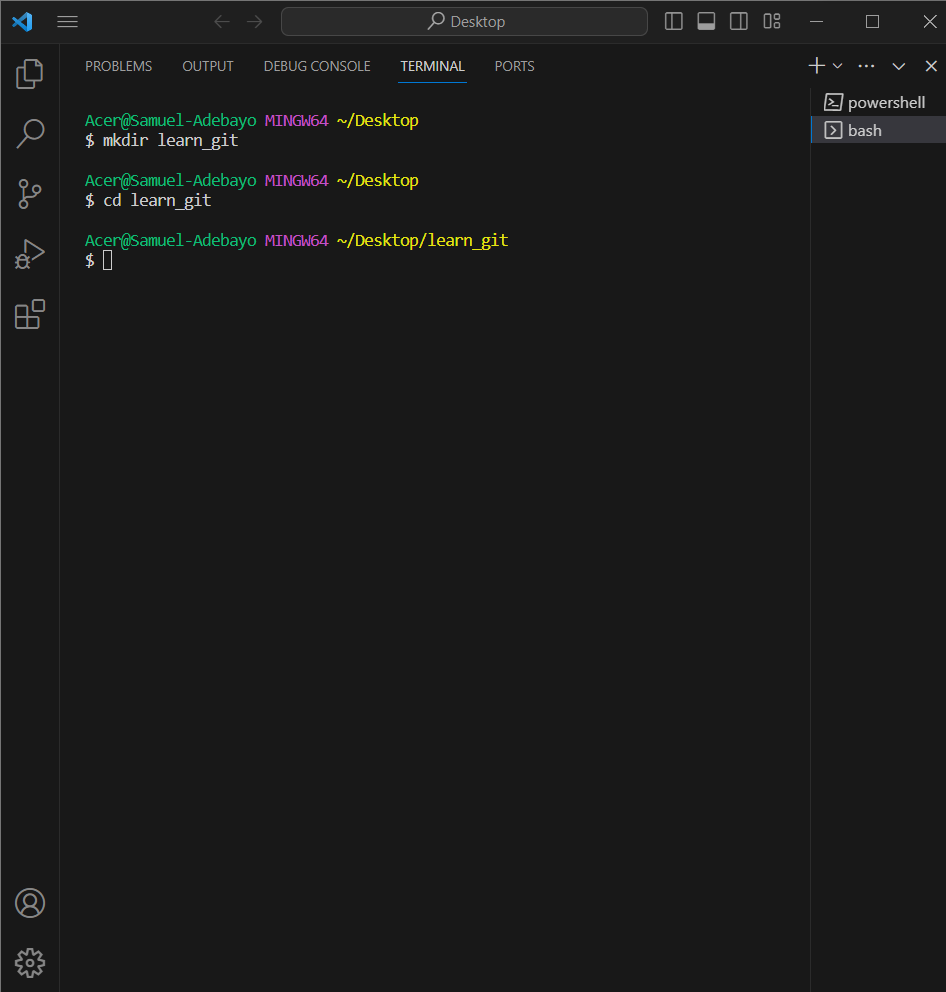 Desktop
PROBLEMS OUTPUT DEBUG CONSOLE TERMINAL PORTS
powershell
bash
Acer@Samuel-Adebayo MINGW64 ~/Desktop
$ mkdir learn_git
Acer@Samuel-Adebayo MINGW64 ~/Desktop
$ cd learn_git
Acer@Samuel-Adebayo MINGW64 ~/Desktop/learn_git
$